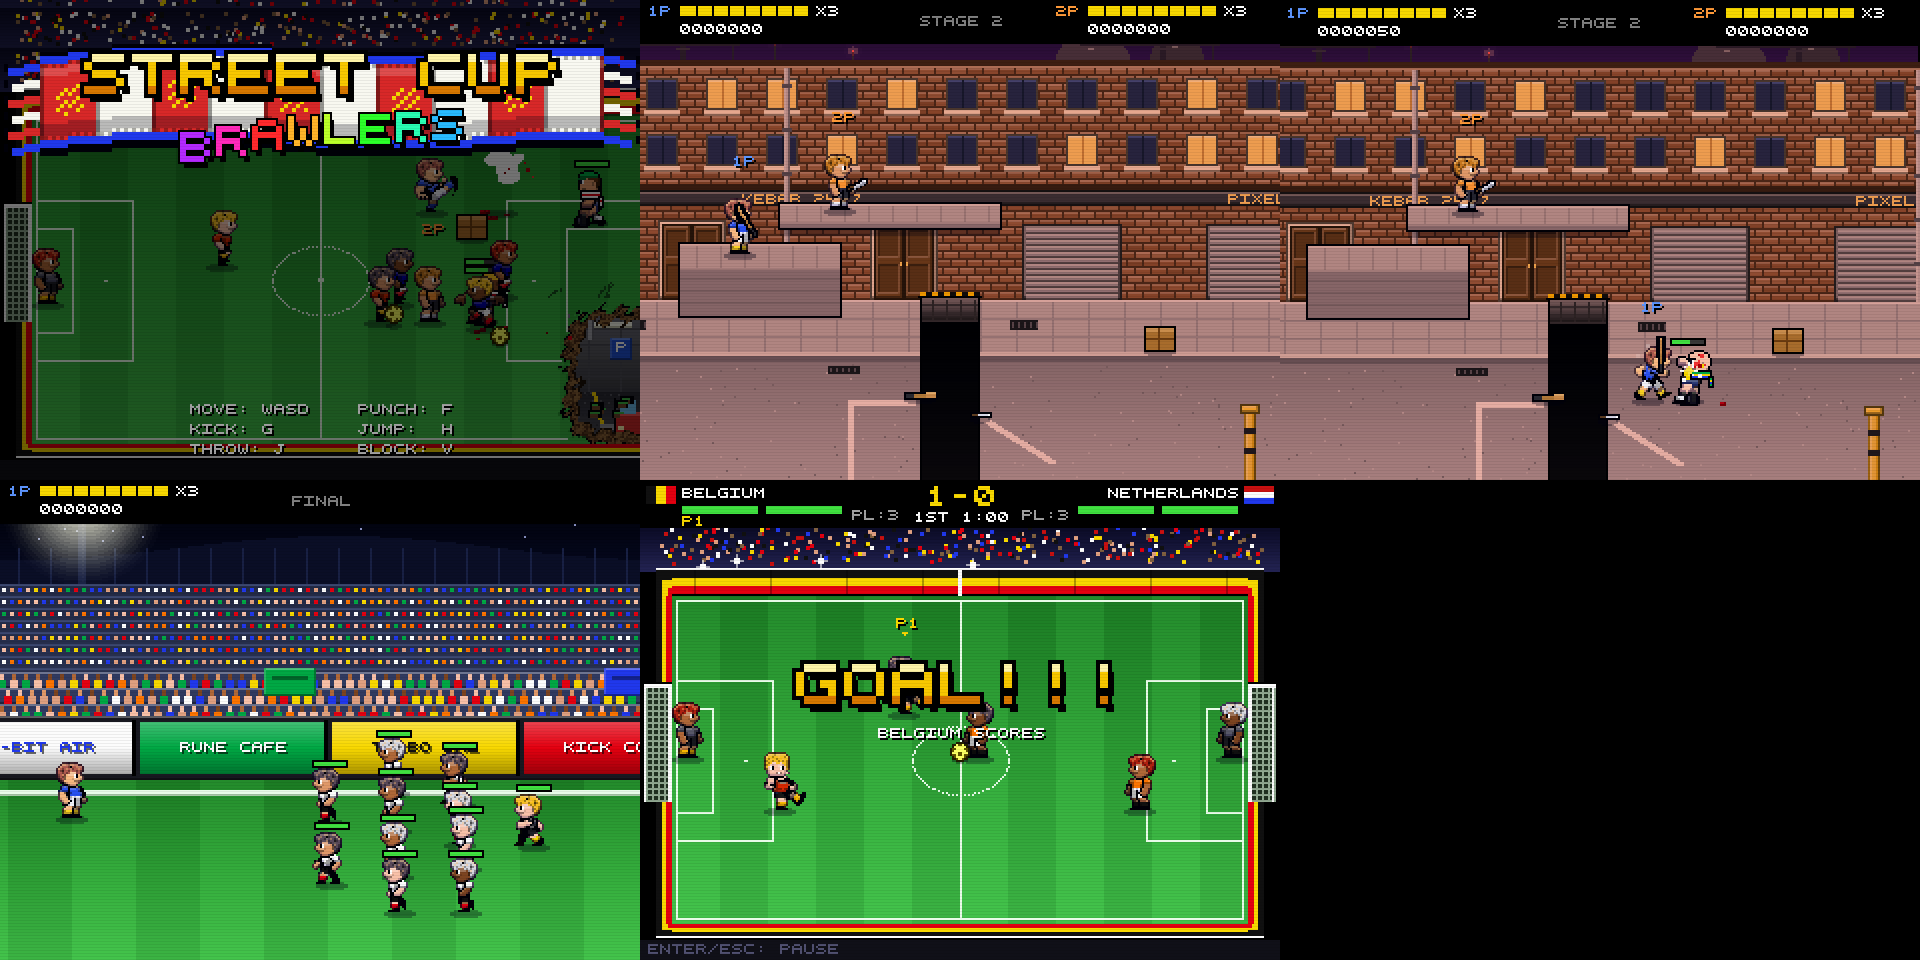 STREET CUP
BRAWLERS
2P
P
MOVE: WASD PUNCH: F
KICK: G JUMP: H
THROW: J BLOCK: V
1P X3 STAGE 2 2P X3
0000000 0000000
2P
1P
PIXEL
1P X3 STAGE 2 2P X3
0000050 0000000
2P
PIXEL
1P
1P X3 FINAL
0000000
-BIT AIR RUNE CAFE KICK CO
BELGIUM 1-0 NETHERLANDS
P1 PL:3 1ST 1:00 PL:3
P1
GOAL!!!
BELGIUM SCORES
ENTER/ESC: PAUSE